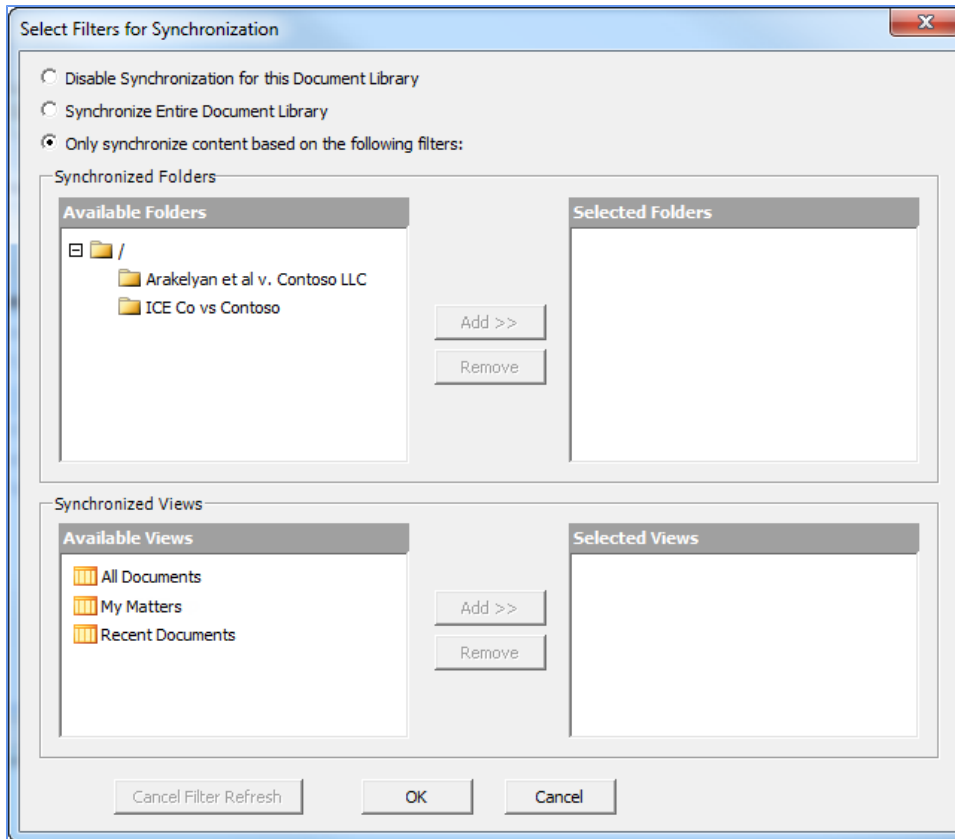 Select Filters for Synchronization
x
Disable Synchronization for this Document Library
Synchronize Entire Document Library
Only synchronize content based on the following filters:
Synchronized Folders
Available Folders
Selected Folders
/
Arakelyan et al v. Contoso LLC
ICE Co vs Contoso
Add >>
Remove
Synchronized Views
Available Views
Selected Views
All Documents
My Matters
Recent Documents
Add >>
Remove
Cancel Filter Refresh
OK
Cancel